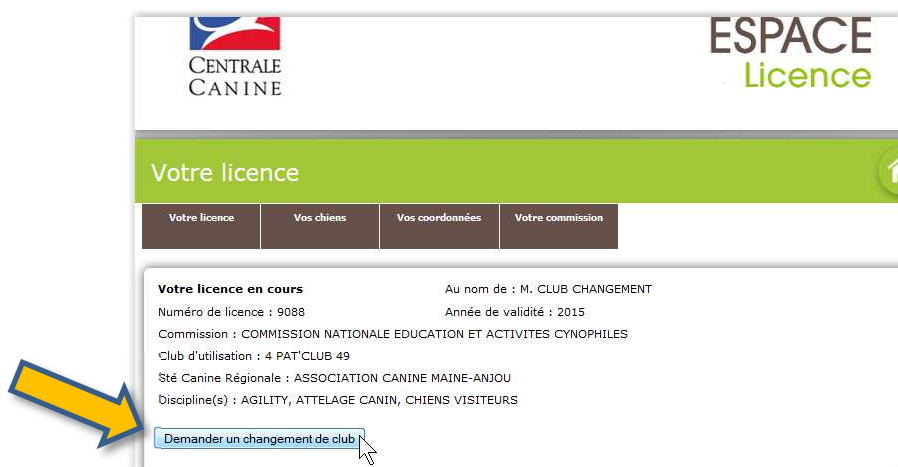 CENTRALE
CANINE
ESPACE
Licence
Votre licence
Votre licence
Vos chiens
Vos coordonnées
Votre commission
Votre licence en cours
Au nom de : M. CLUB CHANGEMENT
Numéro de licence : 9088
Année de validité : 2015
Commission : COMMISSION NATIONALE EDUCATION ET ACTIVITES CYNOPHILES
Club d'utilisation : 4 PAT'CLUB 49
Sté Canine Régionale : ASSOCIATION CANINE MAINE-ANJOU
Discipline(s) : AGILITY, ATTELAGE CANIN, CHIENS VISITEURS
Demander un changement de club